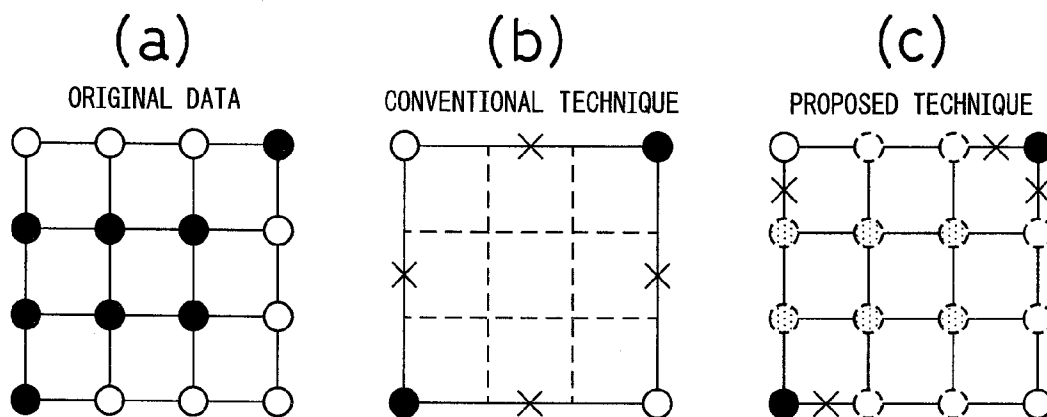 (a) (b) (c)
ORIGINAL DATA CONVENTIONAL TECHNIQUE PROPOSED TECHNIQUE